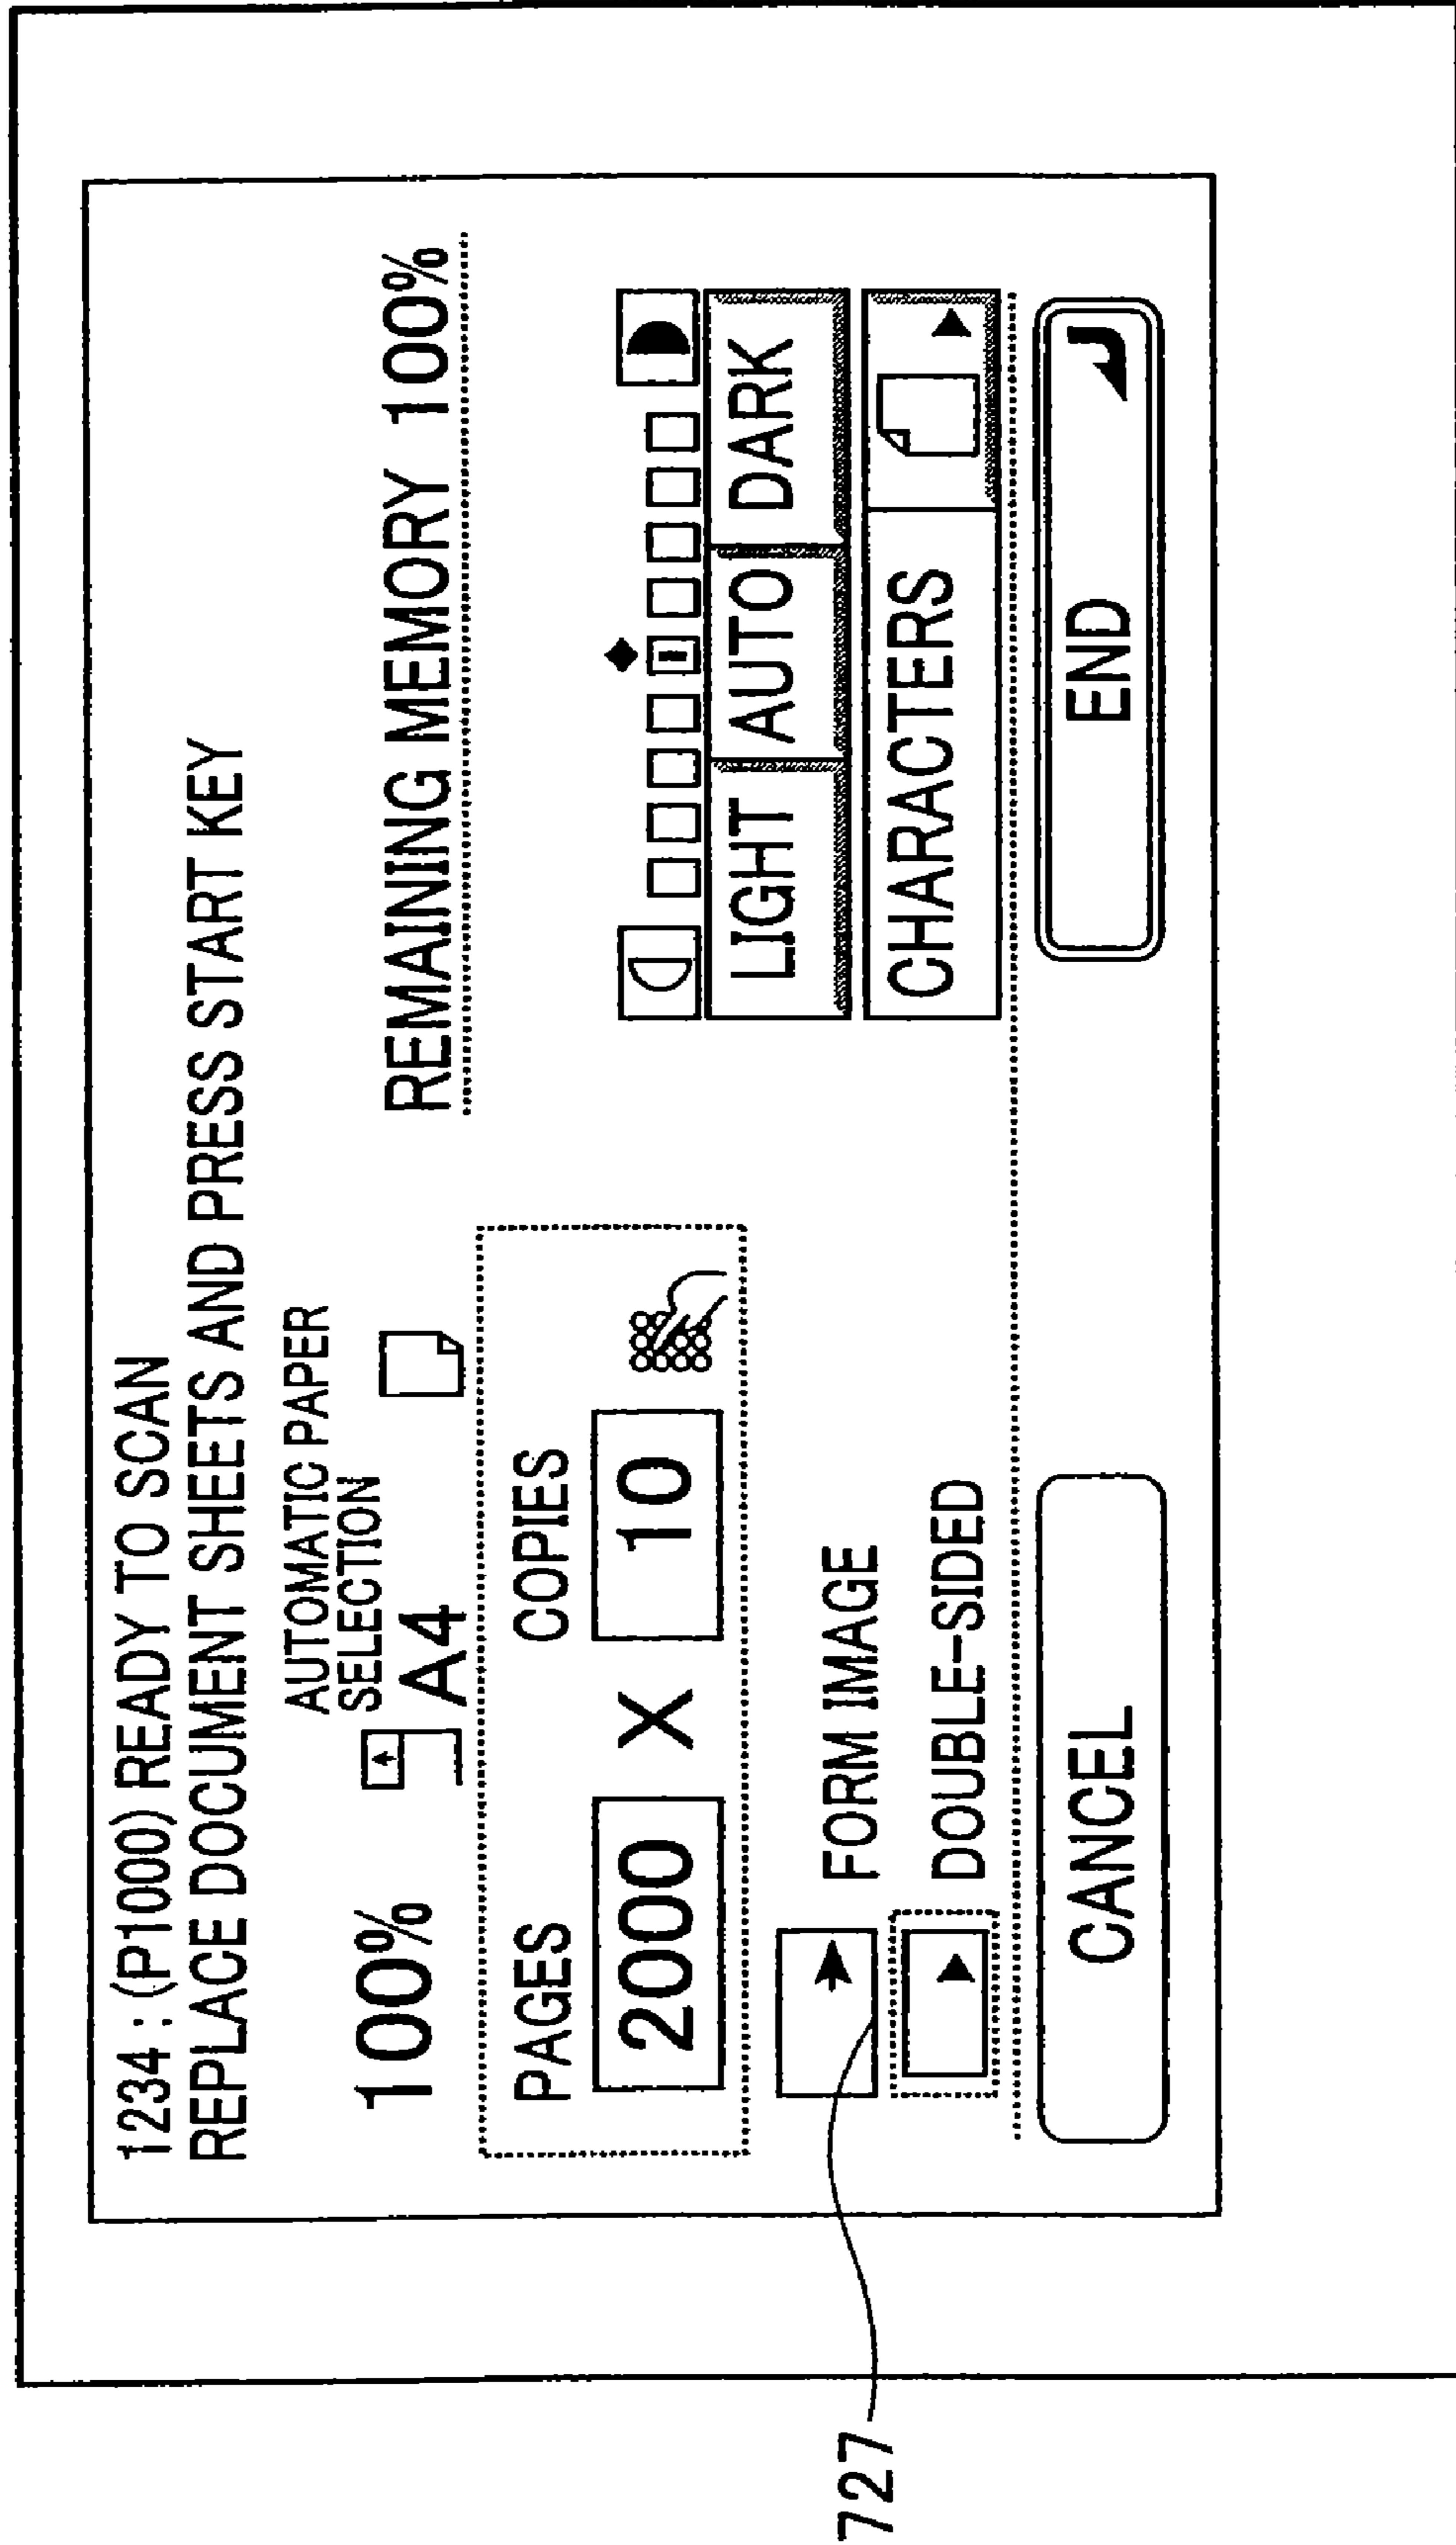 1234 : (P1000) READY TO SCAN
REPLACE DOCUMENT SHEETS AND PRESS START KEY
AUTOMATIC PAPER
SELECTION
100%
A4
REMAINING MEMORY 100%
PAGES
COPIES
2000 X 10
LIGHT
AUTO
DARK
FORM IMAGE
CHARACTERS
DOUBLE-SIDED
CANCEL
END
727